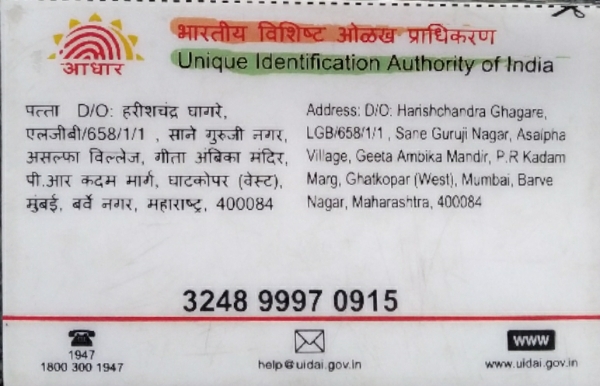 भारतीय विशिष्ट ओळख प्राधिकरण
Unique Identification Authority of India
आधार
पत्ता D/O: हरीशचंद्र घागरे,
एलजीबी/658/1/1 , साने गुरुजी नगर,
असल्फा विल्लेज, गीता अंबिका मंदिर,
पी.आर कदम मार्ग, घाटकोपर (वेस्ट),
मुंबई, बर्वे नगर, महाराष्ट्र, 400084
Address: D/O: Harishchandra Ghagare,
LGB/658/1/1 , Sane Guruji Nagar, Asalpha
Village, Geeta Ambika Mandir, P.R Kadam
Marg, Ghatkopar (West), Mumbai, Barve
Nagar, Maharashtra, 400084
3248 9997 0915
1947
1800 300 1947
help@uidai.gov.in
www
www.uidai.gov.in